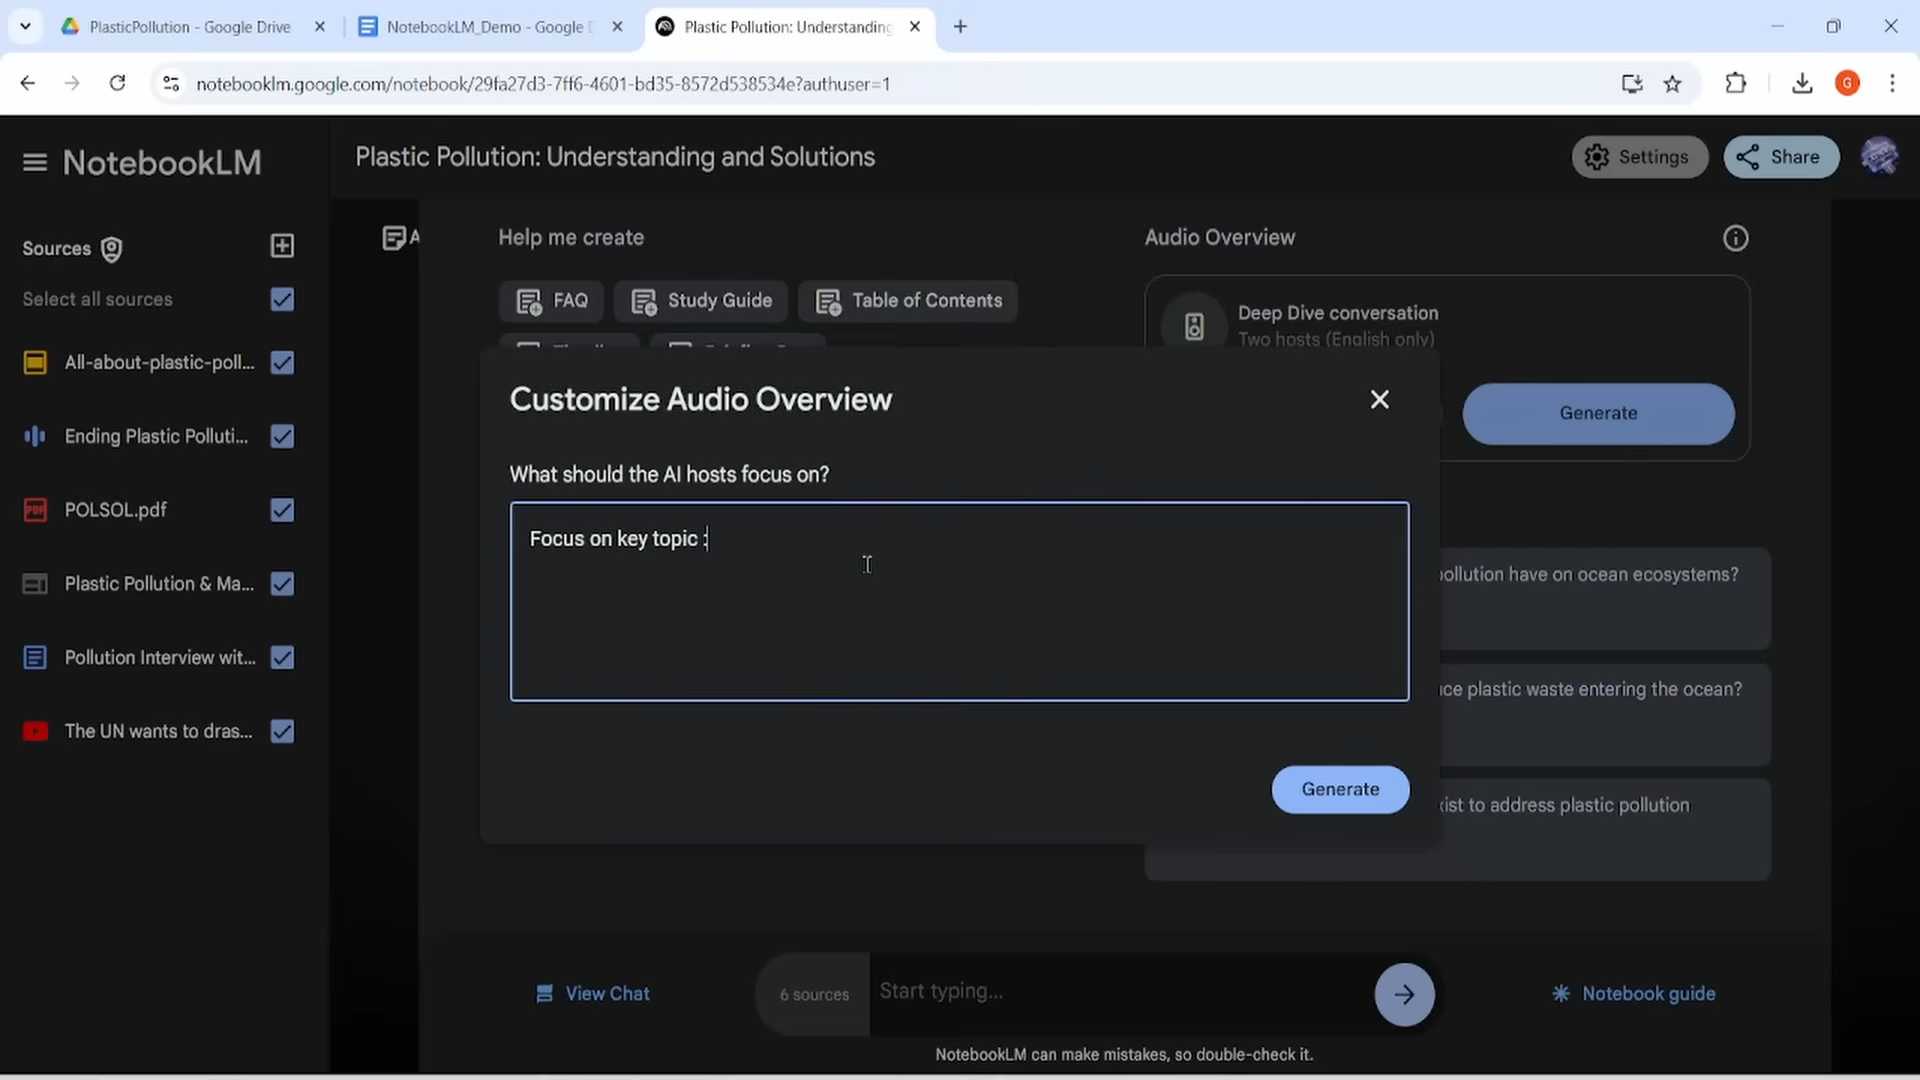 PlasticPollution - Google Drive
NotebookLM_Demo - Google D
Plastic Pollution: Understanding
notebooklm.google.com/notebook/29fa27d3-7ff6-4601-bd35-8572d538534e?authuser=1
G
NotebookLM
Plastic Pollution: Understanding and Solutions
Settings
Share
Sources
Select all sources
All-about-plastic-poll...
Ending Plastic Polluti...
PDF
POLSOL.pdf
Plastic Pollution & Ma...
Pollution Interview wit...
The UN wants to dras...
A
Help me create
FAQ
Study Guide
Table of Contents
Audio Overview
Deep Dive conversation
Two hosts (English only)
Generate
Customize Audio Overview
What should the AI hosts focus on?
Focus on key topic :
Generate
pollution have on ocean ecosystems?
ce plastic waste entering the ocean?
ist to address plastic pollution
View Chat
6 sources
Start typing...
Notebook guide
NotebookLM can make mistakes, so double-check it.